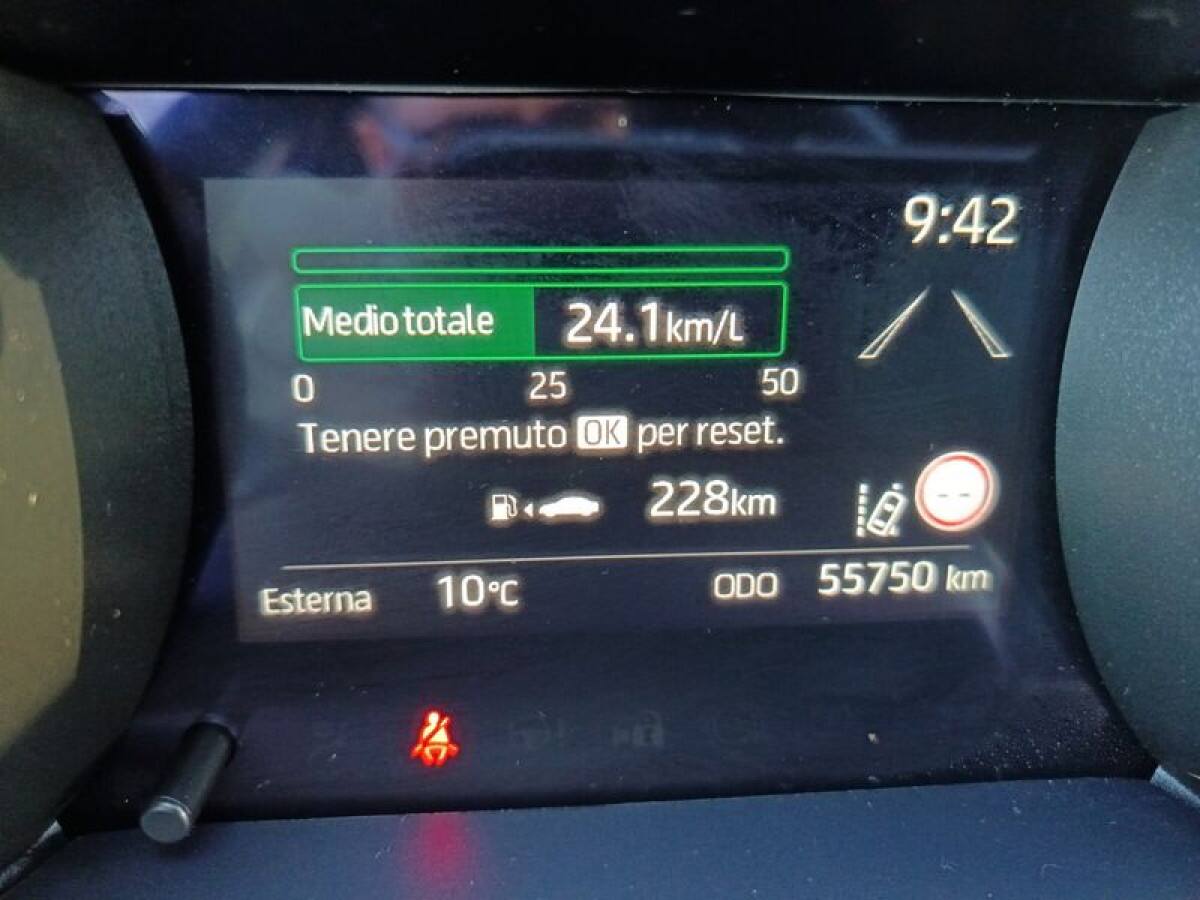 9:42
Medio totale 24.1km/L
0 25 50
Tenere premuto OK per reset.
228km
--
Esterna 10°C ODO 55750 km